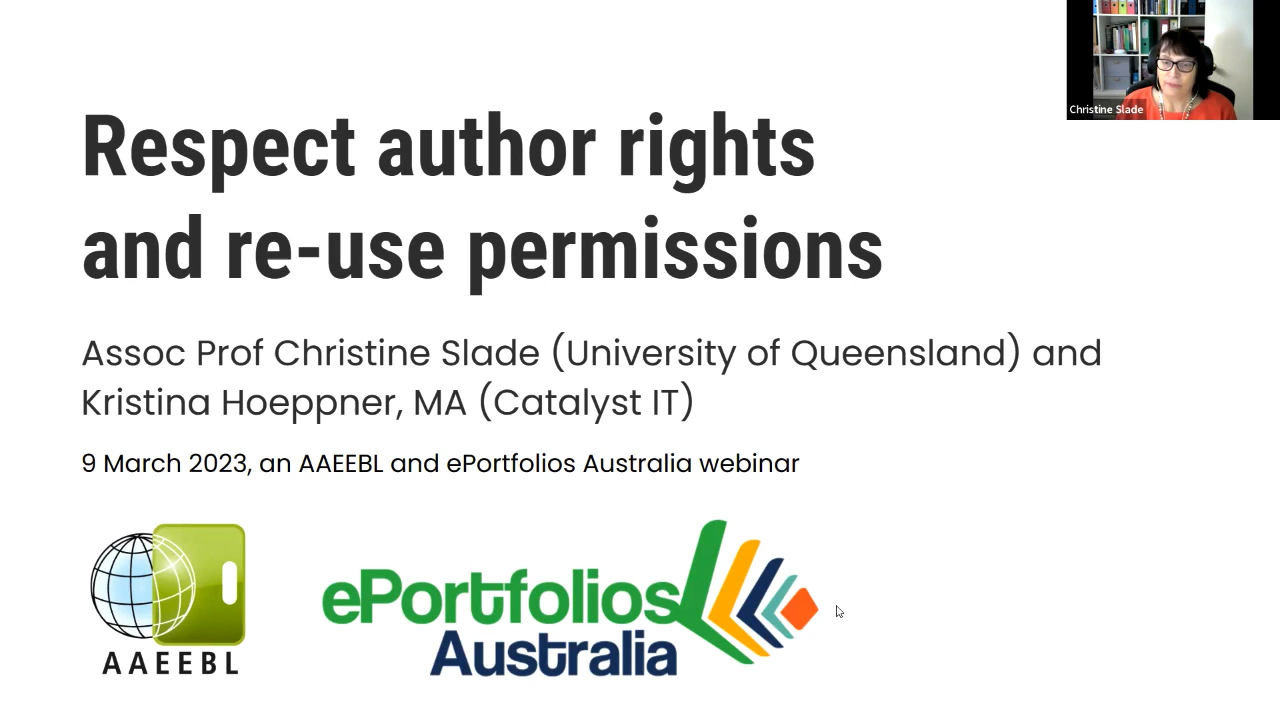 Christine Slade
Respect author rights
and re-use permissions
Assoc Prof Christine Slade (University of Queensland) and
Kristina Hoeppner, MA (Catalyst IT)
9 March 2023, an AAEEBL and ePortfolios Australia webinar
AAEEBL
ePortfolios
Australia